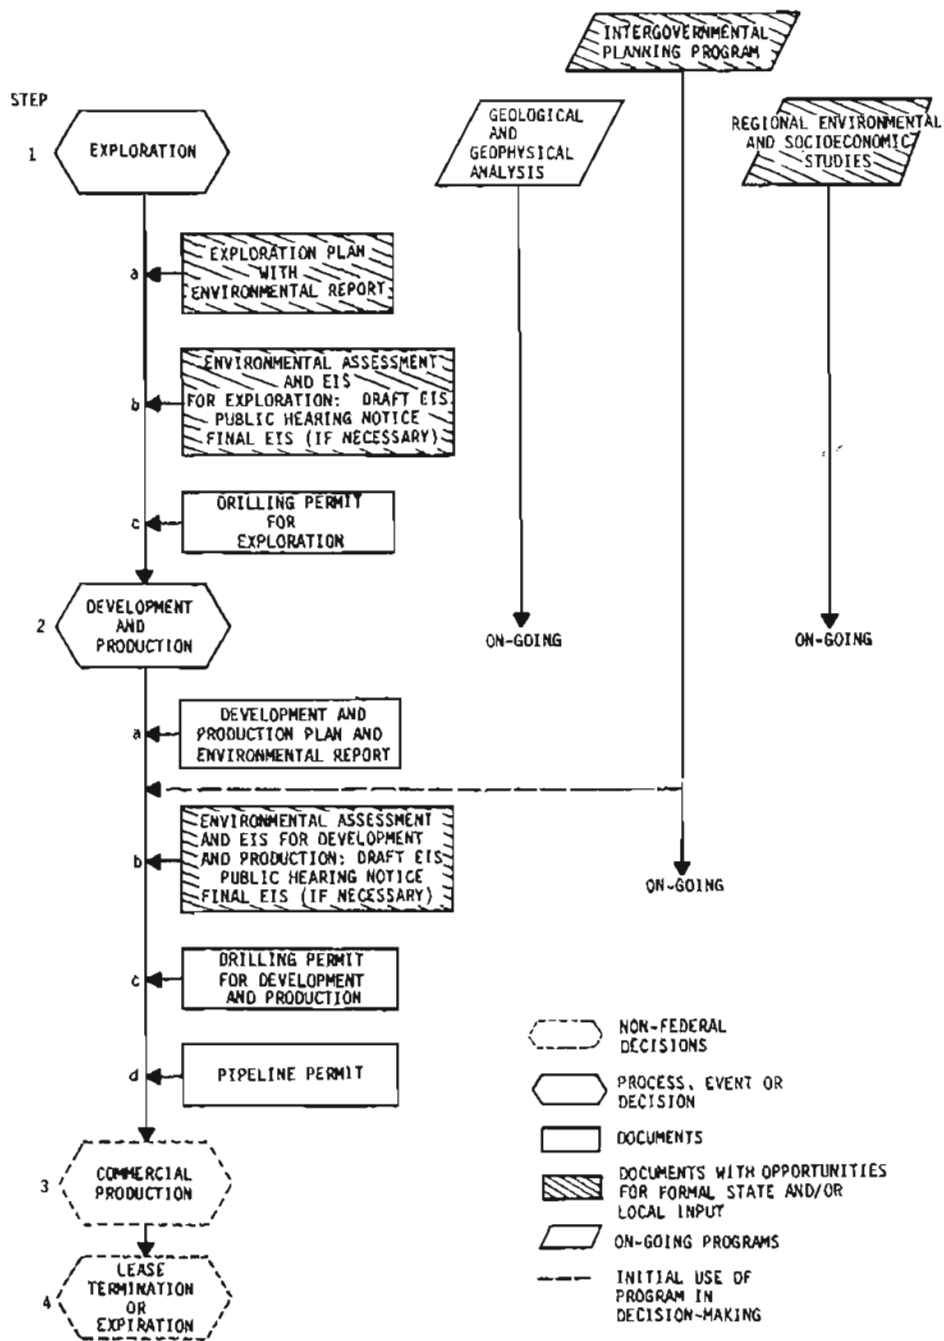 INTERGOVERNMENTAL
PLANNING PROGRAM
STEP
GEOLOGICAL
AND
GEOPHYSICAL
ANALYSIS
REGIONAL ENVIRONMENTAL
AND SOCIOECONOMIC
STUDIES
1
EXPLORATION
a
EXPLORATION PLAN
WITH
ENVIRONMENTAL REPORT
b
ENVIRONMENTAL ASSESSMENT
AND EIS
FOR EXPLORATION: DRAFT EIS
PUBLIC HEARING NOTICE
FINAL EIS (IF NECESSARY)
c
DRILLING PERMIT
FOR
EXPLORATION
2
DEVELOPMENT
AND
PRODUCTION
ON-GOING
ON-GOING
a
DEVELOPMENT AND
PRODUCTION PLAN AND
ENVIRONMENTAL REPORT
b
ENVIRONMENTAL ASSESSMENT
AND EIS FOR DEVELOPMENT
AND PRODUCTION: DRAFT EIS
PUBLIC HEARING NOTICE
FINAL EIS (IF NECESSARY)
ON-GOING
c
DRILLING PERMIT
FOR DEVELOPMENT
AND PRODUCTION
d
PIPELINE PERMIT
3
COMMERCIAL
PRODUCTION
4
LEASE
TERMINATION
OR
EXPIRATION
NON-FEDERAL
DECISIONS
PROCESS, EVENT OR
DECISION
DOCUMENTS
DOCUMENTS WITH OPPORTUNITIES
FOR FORMAL STATE AND/OR
LOCAL INPUT
ON-GOING PROGRAMS
INITIAL USE OF
PROGRAM IN
DECISION-MAKING